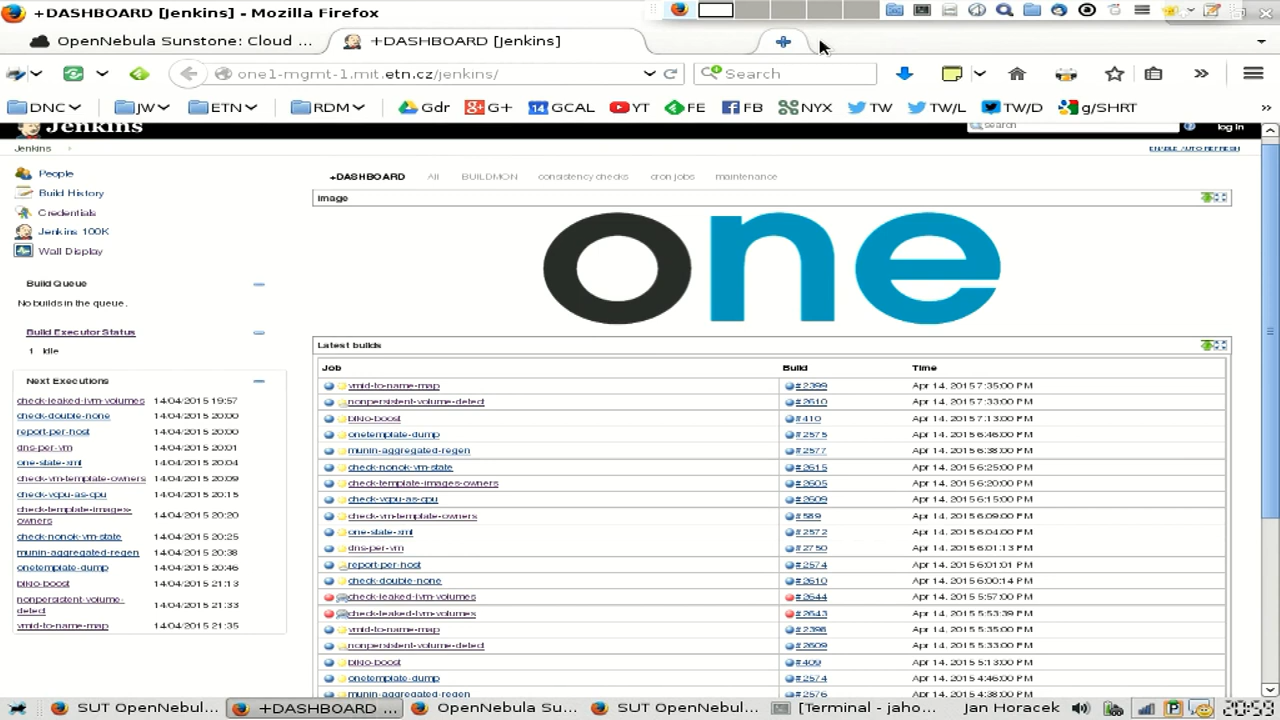 +DASHBOARD [Jenkins] - Mozilla Firefox
OpenNebula Sunstone: Cloud ...
+DASHBOARD [Jenkins]
one1-mgmt-1.mit.etn.cz/jenkins/
Search
DNC JW ETN RDM Gdr G+ GCAL YT FE FB NYX TW TW/L TW/D g/SHRT
Jenkins
search
log in
Jenkins
ENABLE AUTO REFRESH
People
Build History
Credentials
Jenkins 100K
Wall Display
Build Queue
No builds in the queue.
Build Executor Status
1 Idle
Next Executions
check-leaked-lvm-volumes 14/04/2015 19:57
check-double-none 14/04/2015 20:00
report-per-host 14/04/2015 20:00
dns-per-vm 14/04/2015 20:01
one-state-xml 14/04/2015 20:04
check-vm-template-owners 14/04/2015 20:09
check-vcpu-as-cpu 14/04/2015 20:15
check-template-images-owners 14/04/2015 20:20
check-nonok-vm-state 14/04/2015 20:25
munin-aggregated-regen 14/04/2015 20:38
onetemplate-dump 14/04/2015 20:46
blkio-boost 14/04/2015 21:13
nonpersistent-volume-detect 14/04/2015 21:33
vmid-to-name-map 14/04/2015 21:35
+DASHBOARD All BUILDMON consistency checks cron jobs maintenance
Image
one
Latest builds
Job Build Time
vmid-to-name-map #2399 Apr 14, 2015 7:35:00 PM
nonpersistent-volume-detect #2610 Apr 14, 2015 7:33:00 PM
blkio-boost #410 Apr 14, 2015 7:13:00 PM
onetemplate-dump #2575 Apr 14, 2015 6:46:00 PM
munin-aggregated-regen #2577 Apr 14, 2015 6:38:00 PM
check-nonok-vm-state #2615 Apr 14, 2015 6:25:00 PM
check-template-images-owners #2605 Apr 14, 2015 6:20:00 PM
check-vcpu-as-cpu #2609 Apr 14, 2015 6:15:00 PM
check-vm-template-owners #589 Apr 14, 2015 6:09:00 PM
one-state-xml #2572 Apr 14, 2015 6:04:00 PM
dns-per-vm #2750 Apr 14, 2015 6:01:13 PM
report-per-host #2574 Apr 14, 2015 6:01:01 PM
check-double-none #2610 Apr 14, 2015 6:00:14 PM
check-leaked-lvm-volumes #2644 Apr 14, 2015 5:57:00 PM
check-leaked-lvm-volumes #2643 Apr 14, 2015 5:53:39 PM
vmid-to-name-map #2398 Apr 14, 2015 5:35:00 PM
nonpersistent-volume-detect #2609 Apr 14, 2015 5:33:00 PM
blkio-boost #409 Apr 14, 2015 5:13:00 PM
onetemplate-dump #2574 Apr 14, 2015 4:46:00 PM
munin-aggregated-regen #2576 Apr 14, 2015 4:38:00 PM
SUT OpenNebul... +DASHBOARD ... OpenNebula Su... SUT OpenNebul... [Terminal - jaho... Jan Horacek 20:59